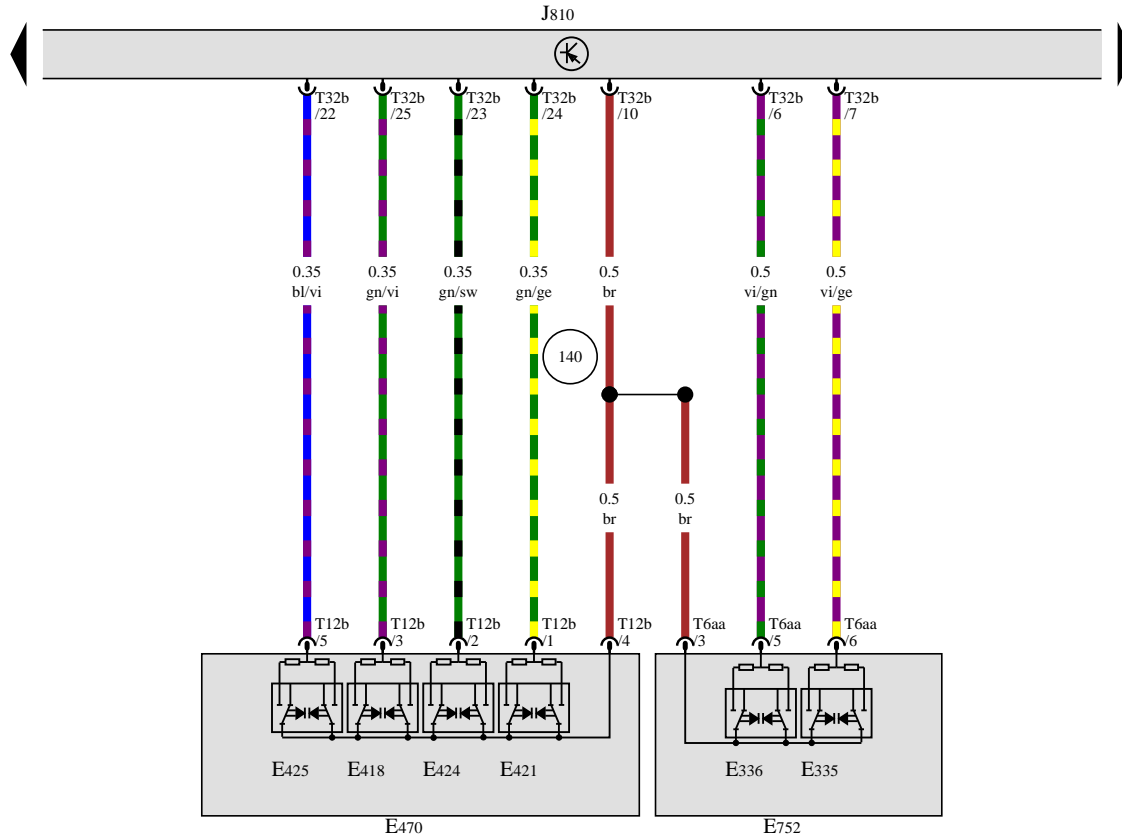 J810
T32b T32b T32b T32b T32b T32b T32b
/22 /25 /23 /24 /10 /6 /7
0.35 0.35 0.35 0.35 0.5 0.5 0.5
bl/vi gn/vi gn/sw gn/ge br vi/gn vi/ge
140
0.5 0.5
br br
T12b T12b T12b T12b T12b T6aa T6aa T6aa
/5 /3 /2 /1 /4 /3 /5 /6
E425 E418 E424 E421 E336 E335
E470 E752